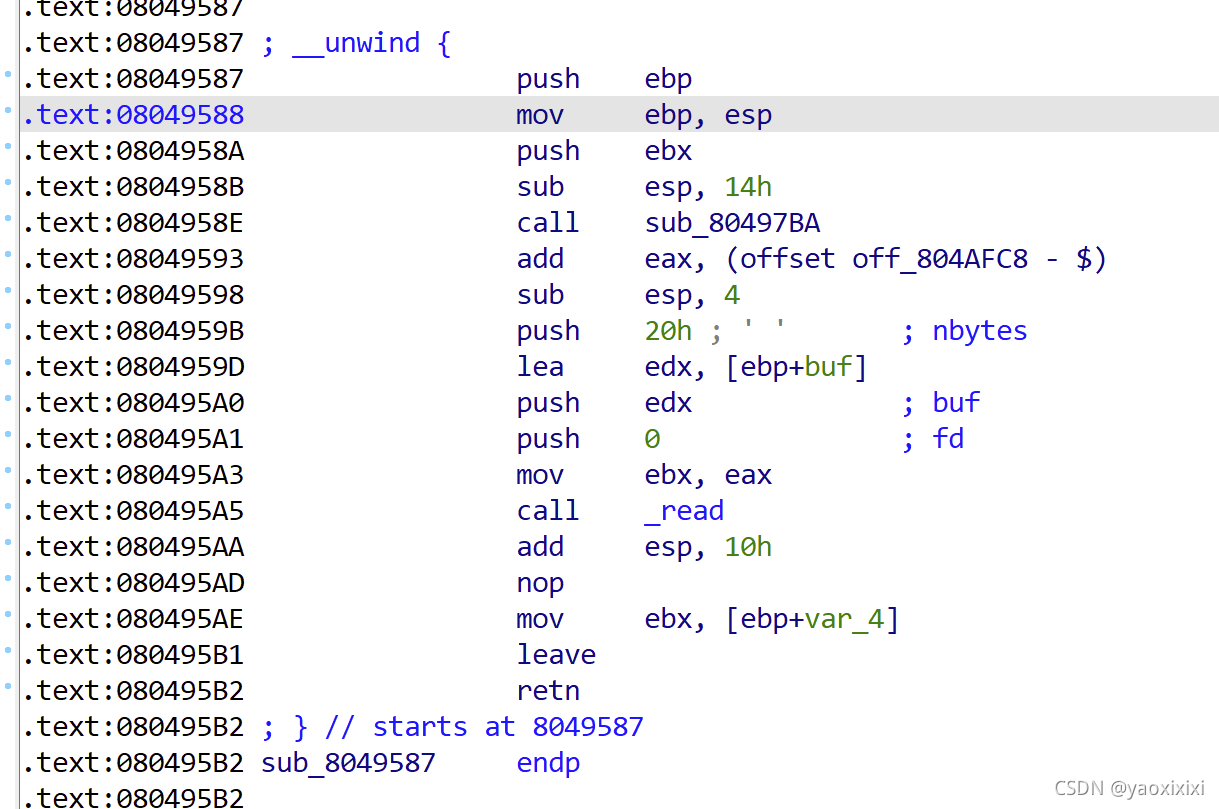 .text:08049587
.text:08049587 ; __unwind {
.text:08049587 push ebp
.text:08049588 mov ebp, esp
.text:0804958A push ebx
.text:0804958B sub esp, 14h
.text:0804958E call sub_80497BA
.text:08049593 add eax, (offset off_804AFC8 - $)
.text:08049598 sub esp, 4
.text:0804959B push 20h ; ' ' ; nbytes
.text:0804959D lea edx, [ebp+buf]
.text:080495A0 push edx ; buf
.text:080495A1 push 0 ; fd
.text:080495A3 mov ebx, eax
.text:080495A5 call _read
.text:080495AA add esp, 10h
.text:080495AD nop
.text:080495AE mov ebx, [ebp+var_4]
.text:080495B1 leave
.text:080495B2 retn
.text:080495B2 ; } // starts at 8049587
.text:080495B2 sub_8049587 endp
.text:080495B2
CSDN @yaoxixixi